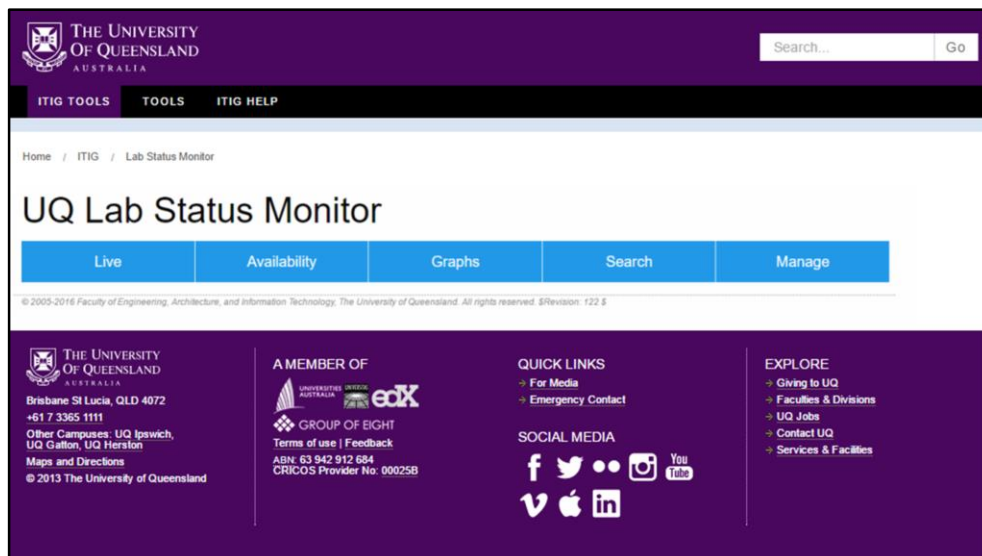 THE UNIVERSITY
OF QUEENSLAND
AUSTRALIA
Search...
Go
ITIG TOOLS
TOOLS
ITIG HELP
Home / ITIG / Lab Status Monitor
UQ Lab Status Monitor
Live
Availability
Graphs
Search
Manage
© 2005-2016 Faculty of Engineering, Architecture, and Information Technology, The University of Queensland. All rights reserved. $Revision: 122 $
THE UNIVERSITY
OF QUEENSLAND
AUSTRALIA
Brisbane St Lucia, QLD 4072
+61 7 3365 1111
Other Campuses: UQ Ipswich,
UQ Gatton, UQ Herston
Maps and Directions
© 2013 The University of Queensland
A MEMBER OF
UNIVERSITIES
AUSTRALIA
edX
GROUP OF EIGHT
Terms of use | Feedback
ABN: 63 942 912 684
CRICOS Provider No: 00025B
QUICK LINKS
For Media
Emergency Contact
SOCIAL MEDIA
You
Tube
in
EXPLORE
Giving to UQ
Faculties & Divisions
UQ Jobs
Contact UQ
Services & Facilities